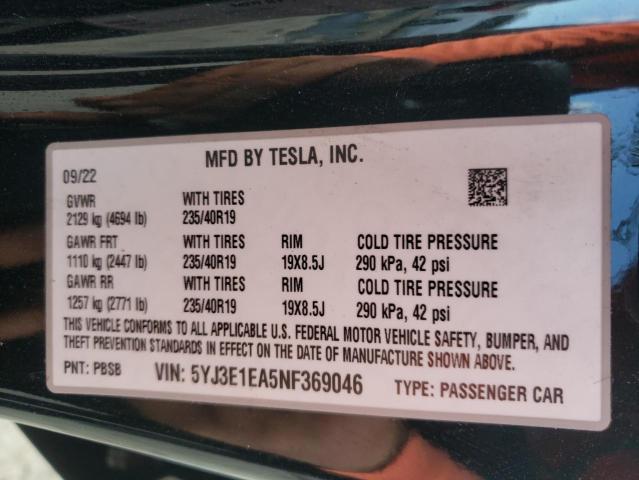 MFD BY TESLA, INC.
09/22
GVWR WITH TIRES
2129 kg (4694 lb) 235/40R19
GAWR FRT WITH TIRES RIM COLD TIRE PRESSURE
1110 kg (2447 lb) 235/40R19 19X8.5J 290 kPa, 42 psi
GAWR RR WITH TIRES RIM COLD TIRE PRESSURE
1257 kg (2771 lb) 235/40R19 19X8.5J 290 kPa, 42 psi
THIS VEHICLE CONFORMS TO ALL APPLICABLE U.S. FEDERAL MOTOR VEHICLE SAFETY, BUMPER, AND
THEFT PREVENTION STANDARDS IN EFFECT ON THE DATE OF MANUFACTURE SHOWN ABOVE.
PNT: PBSB VIN: 5YJ3E1EA5NF369046 TYPE: PASSENGER CAR